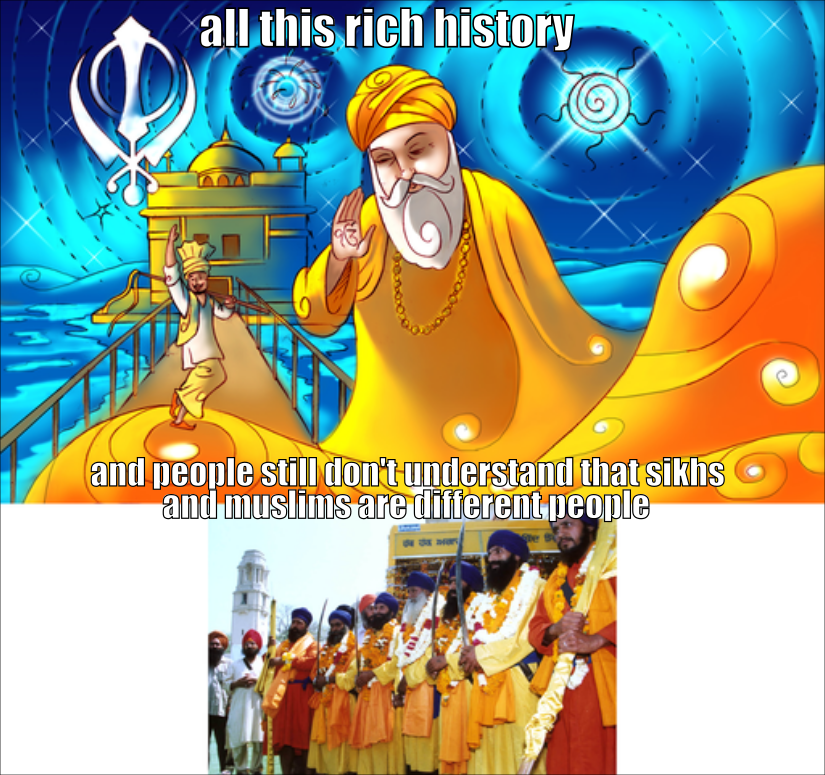 all this rich history
and people still don't understand that sikhs
and muslims are different people